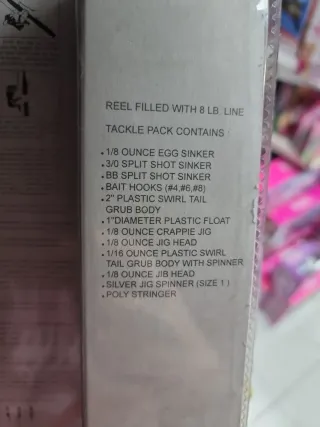 REEL FILLED WITH 8 LB. LINE
TACKLE PACK CONTAINS
.1/8 OUNCE EGG SINKER
.3/0 SPLIT SHOT SINKER
.BB SPLIT SHOT SINKER
.BAIT HOOKS (#4,#6,#8)
.2" PLASTIC SWIRL TAIL
GRUB BODY
.1"DIAMETER PLASTIC FLOAT
.1/8 OUNCE CRAPPIE JIG
.1/8 OUNCE JIG HEAD
.1/16 OUNCE PLASTIC SWIRL
TAIL GRUB BODY WITH SPINNER
.1/8 OUNCE JIB HEAD
.SILVER JIG SPINNER (SIZE 1 )
.POLY STRINGER